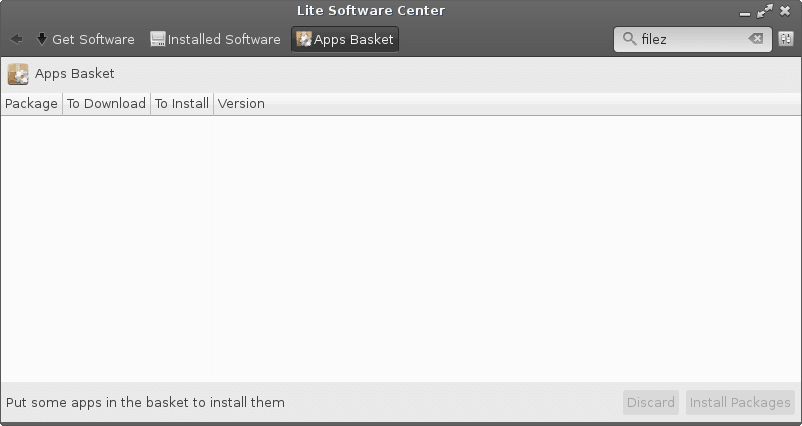 Lite Software Center
Get Software Installed Software Apps Basket filez
Apps Basket
Package To Download To Install Version
Put some apps in the basket to install them Discard Install Packages